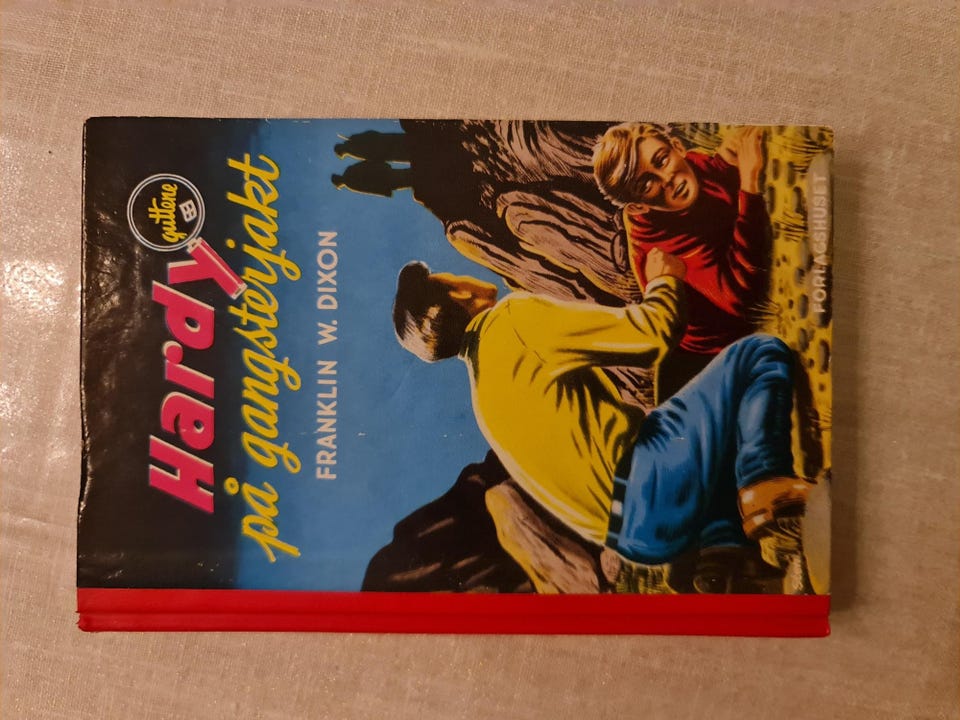 Hardy
guttene
på gangsterjakt
FRANKLIN W. DIXON
FORLAGSHUSET